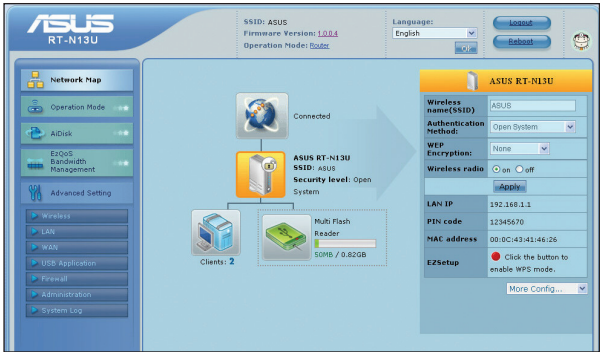 ASUS
RT-N13U
SSID: ASUS
Firmware Version: 1.0.0.4
Operation Mode: Router
Language:
English
Logout
Reboot
Network Map
Operation Mode
AiDisk
EzQoS
Bandwidth
Management
Advanced Setting
Wireless
LAN
WAN
USB Application
Firewall
Administration
System Log
Connected
ASUS RT-N13U
SSID: ASUS
Security level: Open
System
Clients: 2
Multi Flash
Reader
50MB / 0.82GB
ASUS RT-N13U
Wireless
name(SSID)
ASUS
Authentication
Method:
Open System
WEP
Encryption:
None
Wireless radio
on off
Apply
LAN IP
192.168.1.1
PIN code
12345670
MAC address
00:0C:43:41:46:26
EZSetup
Click the button to
enable WPS mode.
More Config...